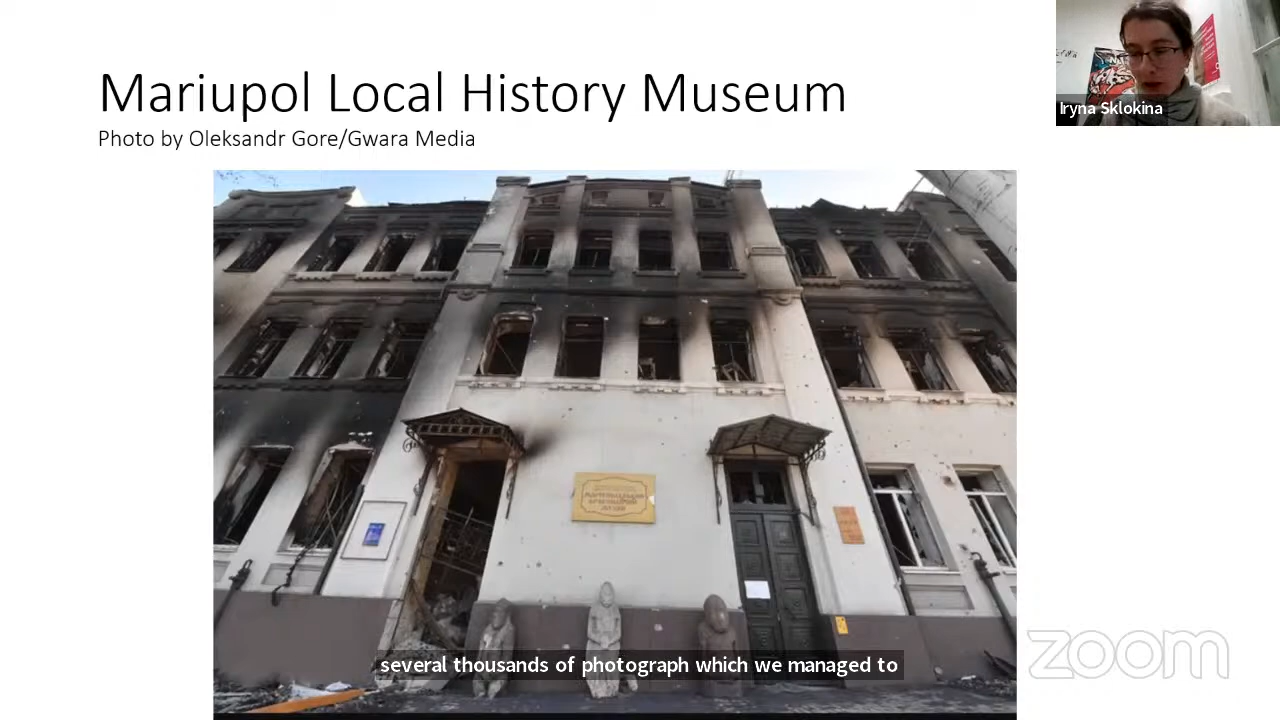 Mariupol Local History Museum
Photo by Oleksandr Gore/Gwara Media
Iryna Sklokina
several thousands of photograph which we managed to
zoom